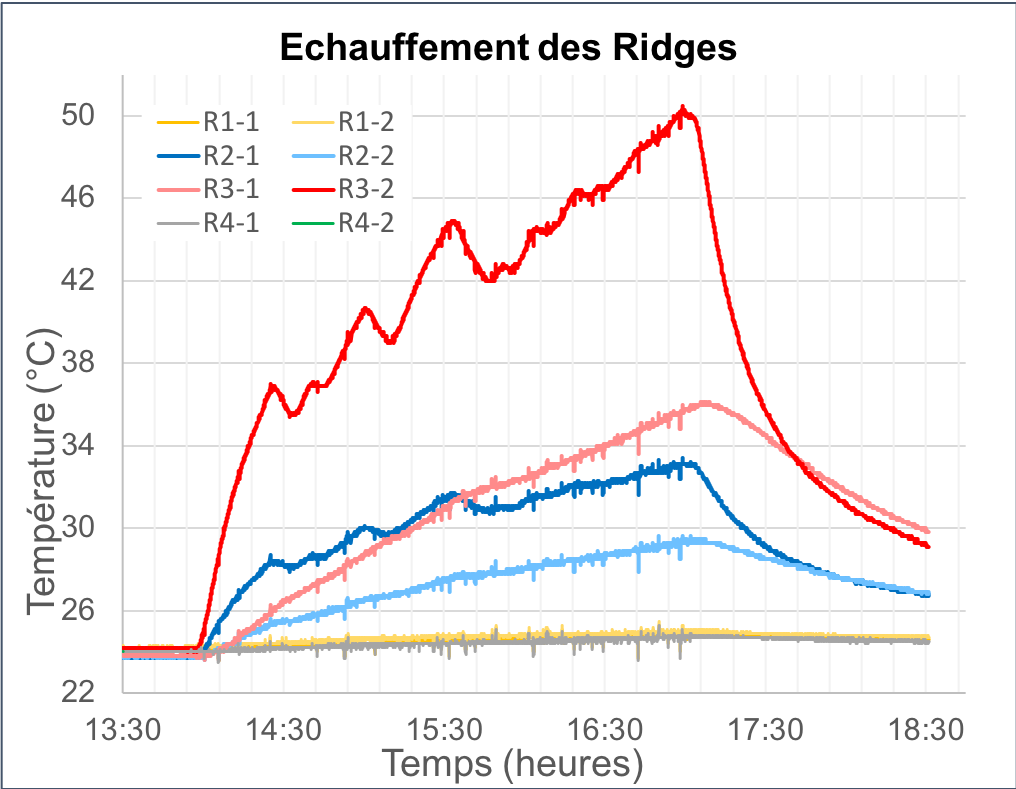 Echauffement des Ridges
R1-1 R1-2
R2-1 R2-2
R3-1 R3-2
R4-1 R4-2
Température (°C)
50
46
42
38
34
30
26
22
13:30 14:30 15:30 16:30 17:30 18:30
Temps (heures)